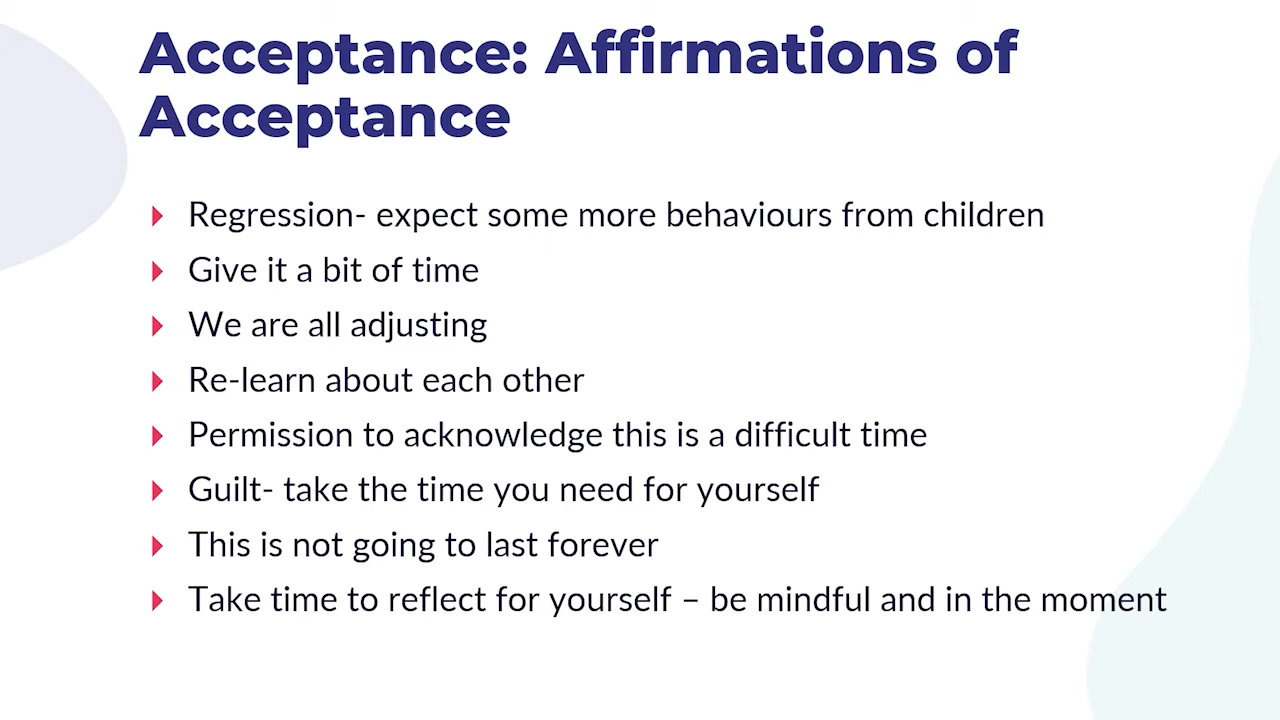 Acceptance: Affirmations of
Acceptance
Regression- expect some more behaviours from children
Give it a bit of time
We are all adjusting
Re-learn about each other
Permission to acknowledge this is a difficult time
Guilt- take the time you need for yourself
This is not going to last forever
Take time to reflect for yourself – be mindful and in the moment